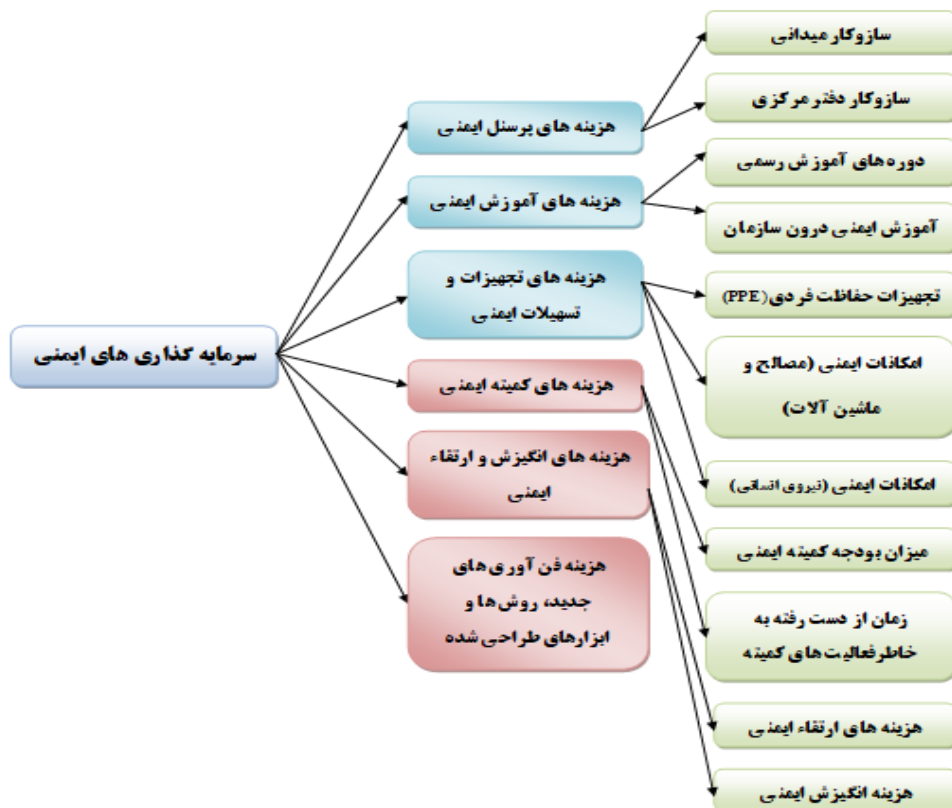 سرمایه گذاری های ایمنی
هزینه های پرسنل ایمنی
هزینه های آموزش ایمنی
هزینه های تجهیزات و
تسهیلات ایمنی
هزینه های کمیته ایمنی
هزینه های انگیزش و ارتقاء
ایمنی
هزینه فن آوری‌های
جدید، روش‌ها و
ابزارهای طراحی شده
سازوکار میدانی
سازوکار دفتر مرکزی
دوره‌های آموزش رسمی
آموزش ایمنی درون سازمان
تجهیزات حفاظت فردی(PPE)
امکانات ایمنی (مصالح و
ماشین آلات)
امکانات ایمنی (نیروی انسانی)
میزان بودجه کمیته ایمنی
زمان از دست رفته به
خاطرفعالیت‌های کمیته
هزینه های ارتقاء ایمنی
هزینه انگیزش ایمنی